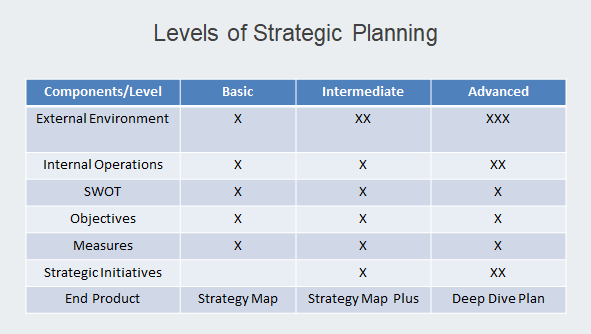 Levels of Strategic Planning
Components/Level Basic Intermediate Advanced
External Environment X XX XXX
Internal Operations X X XX
SWOT X X X
Objectives X X X
Measures X X X
Strategic Initiatives X XX
End Product Strategy Map Strategy Map Plus Deep Dive Plan